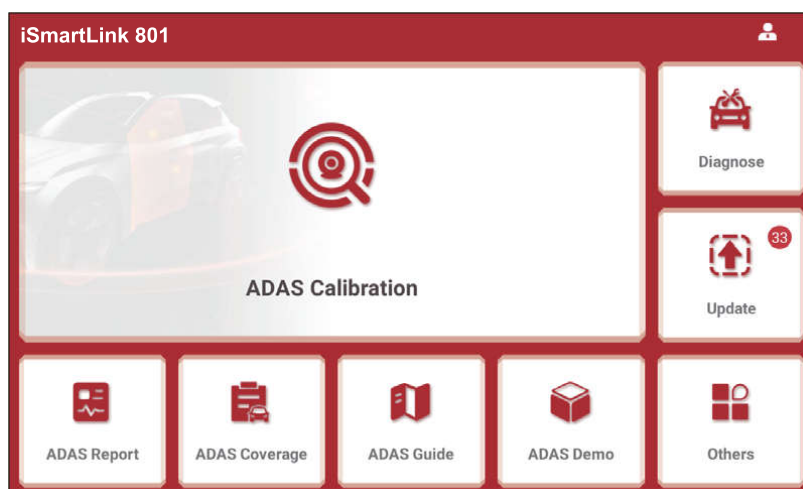 iSmartLink 801
ADAS Calibration
Diagnose
33
Update
ADAS Report
ADAS Coverage
ADAS Guide
ADAS Demo
Others